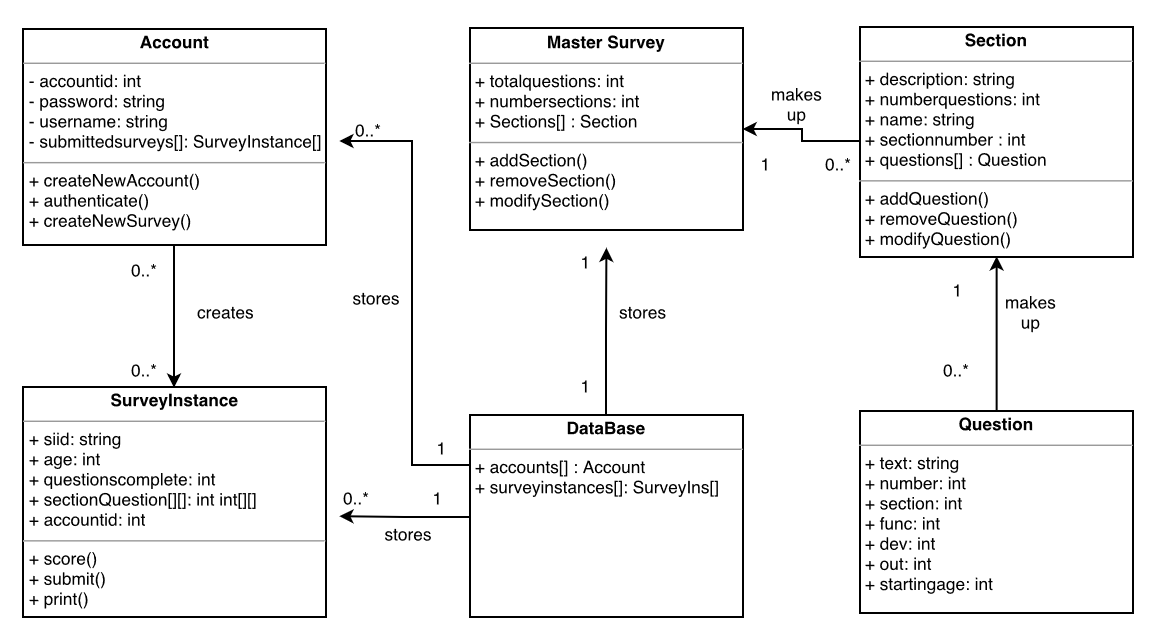 Account
- accountid: int
- password: string
- username: string
- submittedsurveys[]: SurveyInstance[]
+ createNewAccount()
+ authenticate()
+ createNewSurvey()
Master Survey
+ totalquestions: int
+ numbersections: int
+ Sections[] : Section
+ addSection()
+ removeSection()
+ modifySection()
Section
+ description: string
+ numberquestions: int
+ name: string
+ sectionnumber : int
+ questions[] : Question
+ addQuestion()
+ removeQuestion()
+ modifyQuestion()
0..*
makes
up
1
0..*
0..*
creates
0..*
stores
1
stores
1
1
makes
up
0..*
SurveyInstance
+ siid: string
+ age: int
+ questionscomplete: int
+ sectionQuestion[][]: int int[][]
+ accountid: int
+ score()
+ submit()
+ print()
1
0..*
1
stores
DataBase
+ accounts[] : Account
+ surveyinstances[]: SurveyIns[]
Question
+ text: string
+ number: int
+ section: int
+ func: int
+ dev: int
+ out: int
+ startingage: int